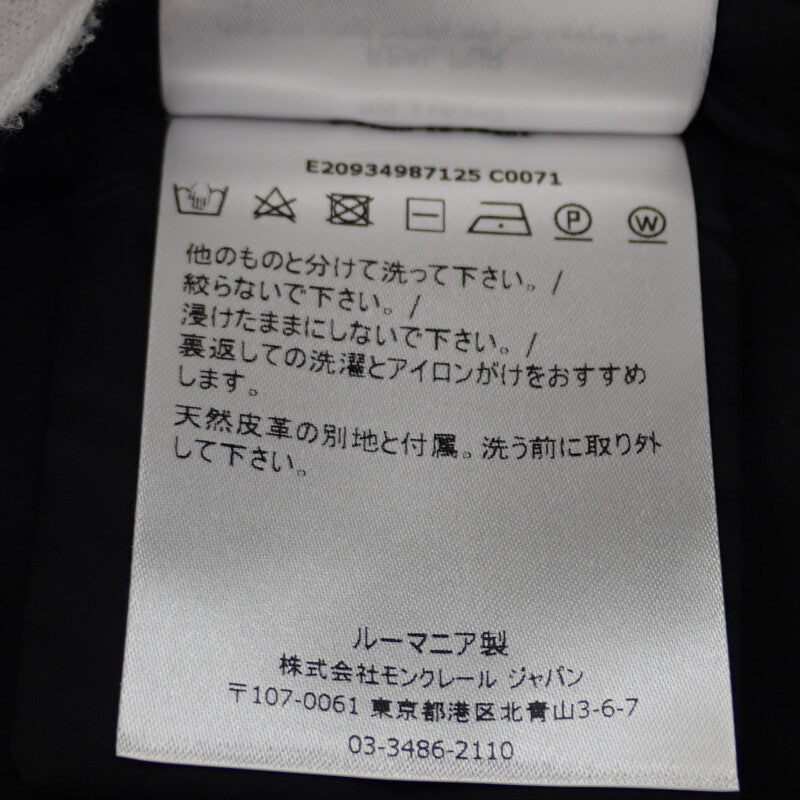 REAL FUR
E20934987125 C0071
P
W
他のものと分けて洗って下さい。/
絞らないで下さい。/
浸けたままにしないで下さい。/
裏返しての洗濯とアイロンがけをおすすめ
します。
天然皮革の別地と付属。洗う前に取り外
して下さい。
ルーマニア製
株式会社モンクレール ジャパン
〒107-0061 東京都港区北青山3-6-7
03-3486-2110